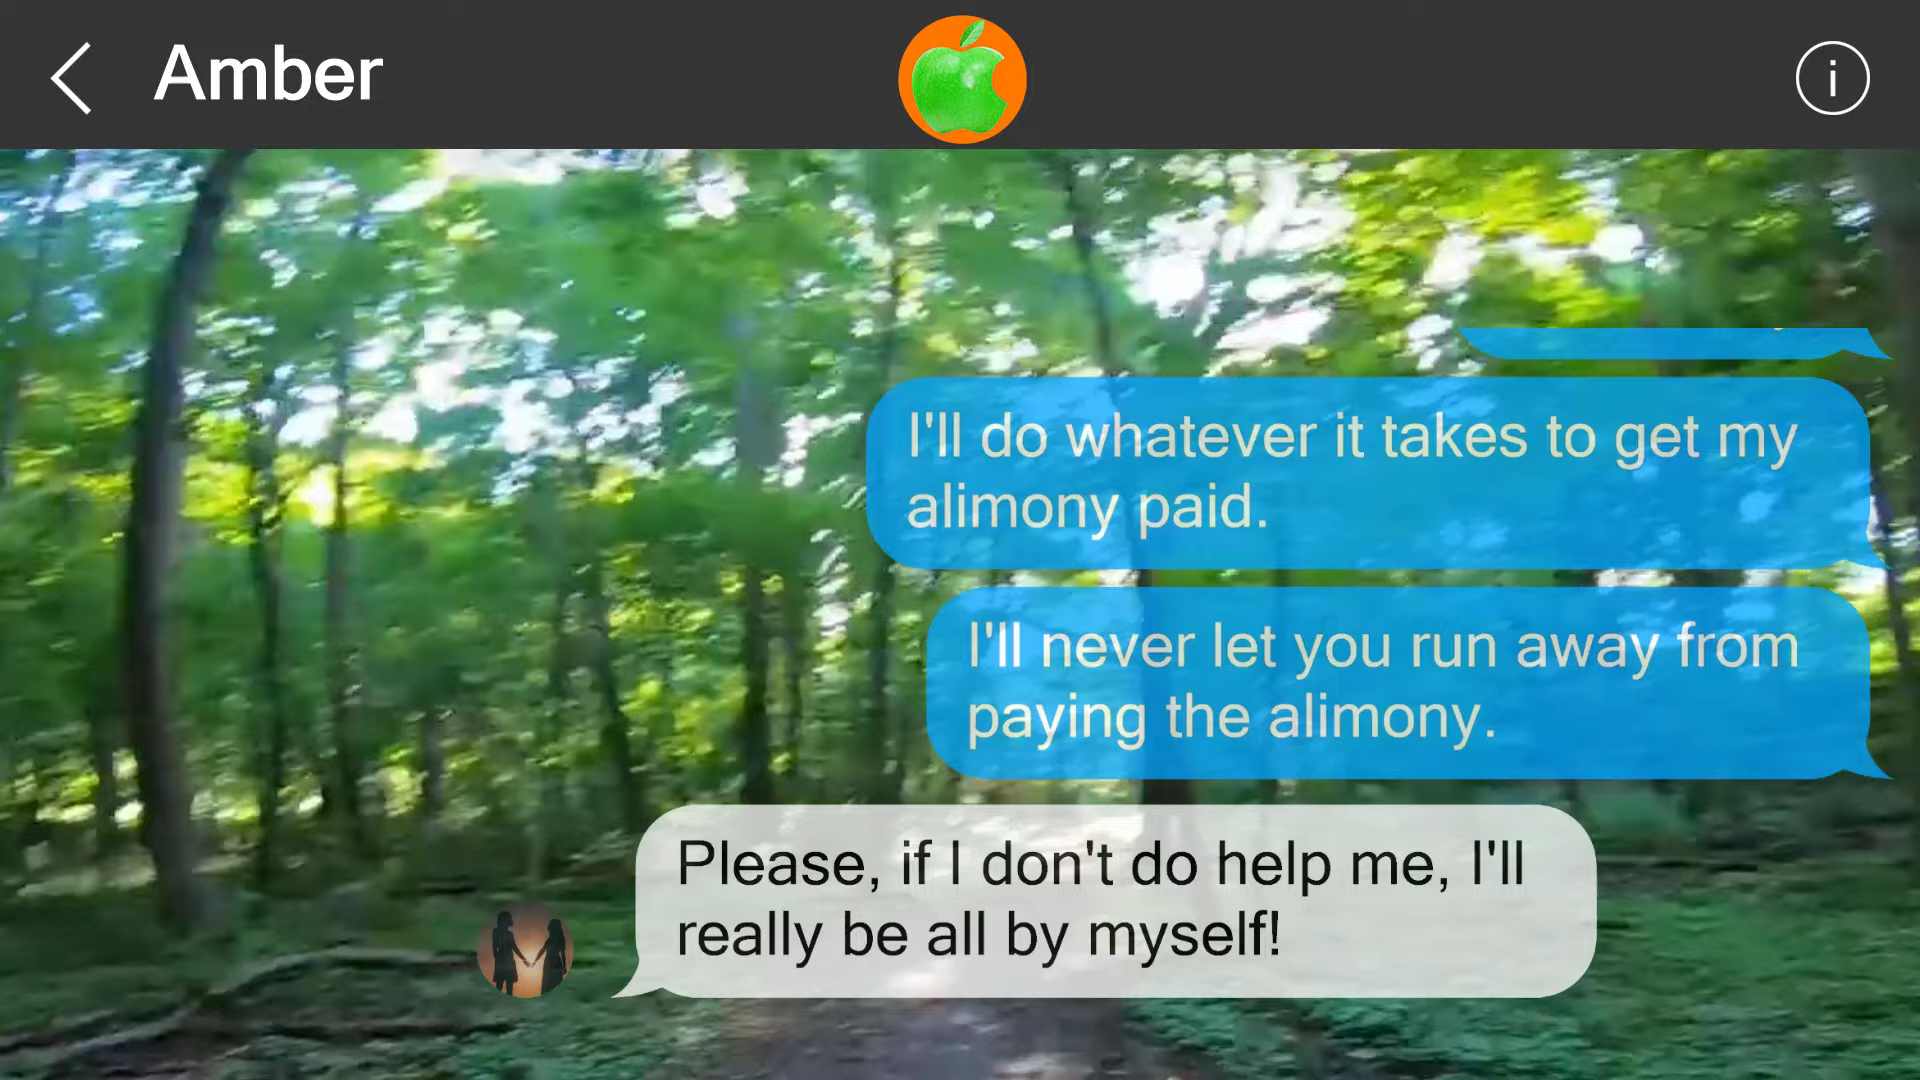 Amber
I'll do whatever it takes to get my
alimony paid.
I'll never let you run away from
paying the alimony.
Please, if I don't do help me, I'll
really be all by myself!